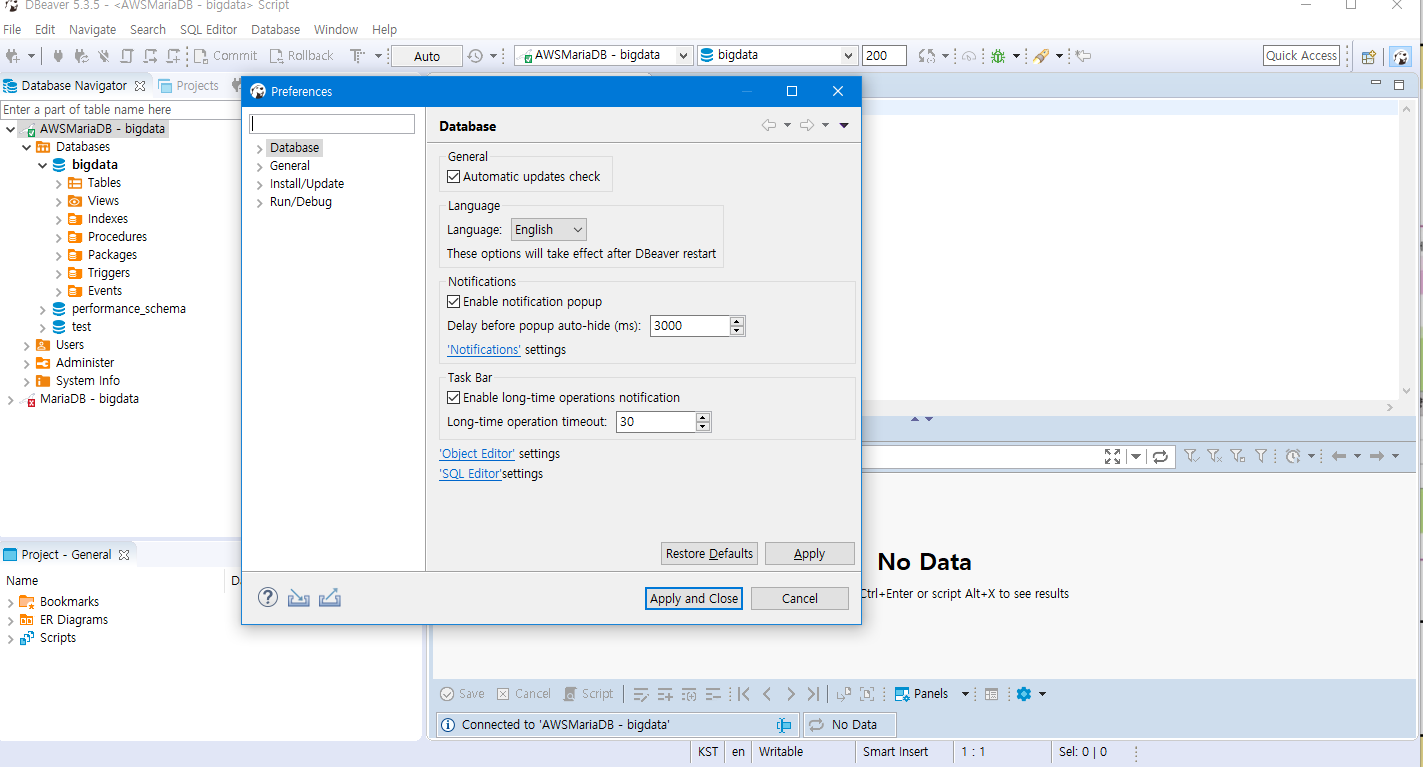 DBeaver 5.3.5 - <AWSMariaDB - bigdata> Script
File Edit Navigate Search SQL Editor Database Window Help
Commit Rollback Auto AWSMariaDB - bigdata bigdata 200 Quick Access
Database Navigator Projects
Enter a part of table name here
AWSMariaDB - bigdata
Databases
bigdata
Tables
Views
Indexes
Procedures
Packages
Triggers
Events
performance_schema
test
Users
Administer
System Info
MariaDB - bigdata
Project - General
Name
Bookmarks
ER Diagrams
Scripts
Preferences
Database
General
Install/Update
Run/Debug
Database
General
Automatic updates check
Language
Language: English
These options will take effect after DBeaver restart
Notifications
Enable notification popup
Delay before popup auto-hide (ms): 3000
'Notifications' settings
Task Bar
Enable long-time operations notification
Long-time operation timeout: 30
'Object Editor' settings
'SQL Editor'settings
Restore Defaults Apply
Apply and Close Cancel
No Data
Ctrl+Enter or script Alt+X to see results
Save Cancel Script Panels
Connected to 'AWSMariaDB - bigdata' No Data
KST en Writable Smart Insert 1 : 1 Sel: 0 | 0